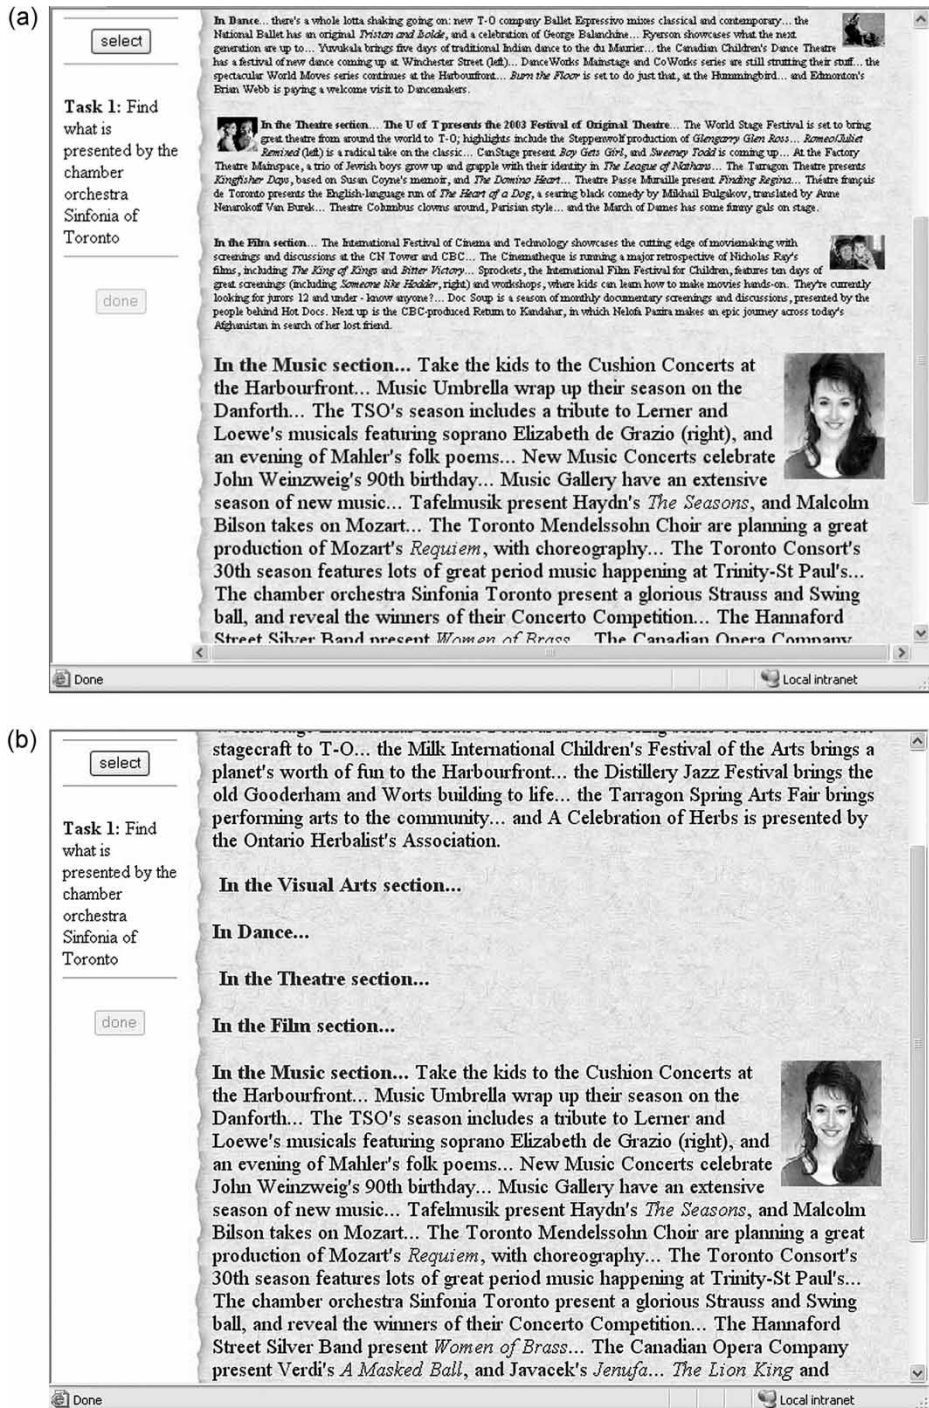 (a)
select
Task 1: Find
what is
presented by the
chamber
orchestra
Sinfonia of
Toronto
done
In Dance... there's a whole lotta shaking going on: new T-O company Ballet Espressivo mixes classical and contemporary... the
National Ballet has an original Tristan and Isolde, and a celebration of George Balanchine... Ryerson showcases what the next
generation are up to... Yuvukala brings five days of traditional Indian dance to the du Maurier... the Canadian Children's Dance Theatre
has a festival of new dance coming up at Winchester Street (left)... DanceWorks Mainstage and CoWorks series are still strutting their stuff... the
spectacular World Moves series continues at the Harbourfront... Burn the Floor is set to do just that, at the Hummingbird... and Edmonton's
Brian Webb is paying a welcome visit to Dancemakers.
In the Theatre section... The U of T presents the 2003 Festival of Original Theatre... The World Stage Festival is set to bring
great theatre from around the world to T-O; highlights include the Steppenwolf production of Glengarry Glen Ross... Romeo/Juliet
Remixed (left) is a radical take on the classic... CanStage present Boy Gets Girl, and Sweeney Todd is coming up... At the Factory
Theatre Mainspace, a trio of Jewish boys grow up and grapple with their identity in The League of Nathans... The Tarragon Theatre presents
Kingfisher Days, based on Susan Coyne's memoir, and The Domino Heart... Theatre Passe Muraille present Finding Regina... Théatre français
de Toronto presents the English-language run of The Heart of a Dog, a searing black comedy by Mikhail Bulgakov, translated by Anne
Nenarokoff Van Burek... Theatre Columbus clowns around, Parisian style... and the March of Dames has some funny gals on stage.
In the Film section... The International Festival of Cinema and Technology showcases the cutting edge of moviemaking with
screenings and discussions at the CN Tower and CBC... The Cinematheque is running a major retrospective of Nicholas Ray's
films, including The King of Kings and Bitter Victory... Sprockets, the International Film Festival for Children, features ten days of
great screenings (including Someone like Hodder, right) and workshops, where kids can learn how to make movies hands-on. They're currently
looking for jurors 12 and under - know anyone?... Doc Soup is a season of monthly documentary screenings and discussions, presented by the
people behind Hot Docs. Next up is the CBC-produced Return to Kandahar, in which Nelofa Pazira makes an epic journey across today's
Afghanistan in search of her lost friend.
In the Music section... Take the kids to the Cushion Concerts at
the Harbourfront... Music Umbrella wrap up their season on the
Danforth... The TSO's season includes a tribute to Lerner and
Loewe's musicals featuring soprano Elizabeth de Grazio (right), and
an evening of Mahler's folk poems... New Music Concerts celebrate
John Weinzweig's 90th birthday... Music Gallery have an extensive
season of new music... Tafelmusik present Haydn's The Seasons, and Malcolm
Bilson takes on Mozart... The Toronto Mendelssohn Choir are planning a great
production of Mozart's Requiem, with choreography... The Toronto Consort's
30th season features lots of great period music happening at Trinity-St Paul's...
The chamber orchestra Sinfonia Toronto present a glorious Strauss and Swing
ball, and reveal the winners of their Concerto Competition... The Hannaford
Street Silver Band present Women of Brass... The Canadian Opera Company
Done
Local intranet
(b)
select
Task 1: Find
what is
presented by the
chamber
orchestra
Sinfonia of
Toronto
done
stagecraft to T-O... the Milk International Children's Festival of the Arts brings a
planet's worth of fun to the Harbourfront... the Distillery Jazz Festival brings the
old Gooderham and Worts building to life... the Tarragon Spring Arts Fair brings
performing arts to the community... and A Celebration of Herbs is presented by
the Ontario Herbalist's Association.
In the Visual Arts section...
In Dance...
In the Theatre section...
In the Film section...
In the Music section... Take the kids to the Cushion Concerts at
the Harbourfront... Music Umbrella wrap up their season on the
Danforth... The TSO's season includes a tribute to Lerner and
Loewe's musicals featuring soprano Elizabeth de Grazio (right), and
an evening of Mahler's folk poems... New Music Concerts celebrate
John Weinzweig's 90th birthday... Music Gallery have an extensive
season of new music... Tafelmusik present Haydn's The Seasons, and Malcolm
Bilson takes on Mozart... The Toronto Mendelssohn Choir are planning a great
production of Mozart's Requiem, with choreography... The Toronto Consort's
30th season features lots of great period music happening at Trinity-St Paul's...
The chamber orchestra Sinfonia Toronto present a glorious Strauss and Swing
ball, and reveal the winners of their Concerto Competition... The Hannaford
Street Silver Band present Women of Brass... The Canadian Opera Company
present Verdi's A Masked Ball, and Javacek's Jenufa... The Lion King and
Done
Local intranet